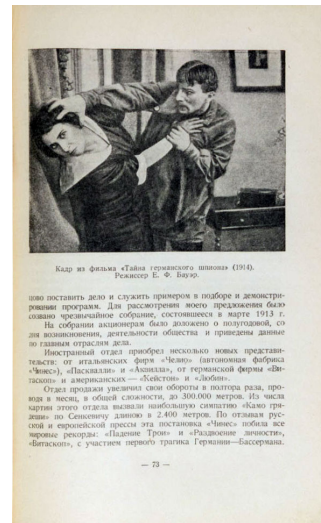 Кадр из фильма «Тайна германского шпиона» (1914).
Режиссер Е. Ф. Бауэр.
цово поставить дело и служить примером в подборе и демонстри-
ровании программ. Для рассмотрения моего предложения было
созвано чрезвычайное собрание, состоявшееся в марте 1913 г.
На собрании акционерам было доложено о полугодовой, со
дня возникновения, деятельности общества и приведены данные
по главным отраслям дела.
Иностранный отдел приобрел несколько новых представи-
тельств: от итальянских фирм «Челио» (автономная фабрика
«Чинес»), «Пасквали» и «Аквилла», от германской фирмы «Ви-
таскоп» и американских — «Кейстон» и «Любин».
Отдел продажи увеличил свои обороты в полтора раза, про-
водя в месяц, в общей сложности, до 300.000 метров. Из числа
картин этого отдела вызвали наибольшую симпатию «Камо гря-
деши» по Сенкевичу длиною в 2.400 метров. По отзывам рус-
ской и европейской прессы эта постановка «Чинес» побила все
мировые рекорды: «Падение Трои» и «Раздвоение личности»,
«Витаскоп», с участием первого трагика Германии—Бассермана.
— 73 —